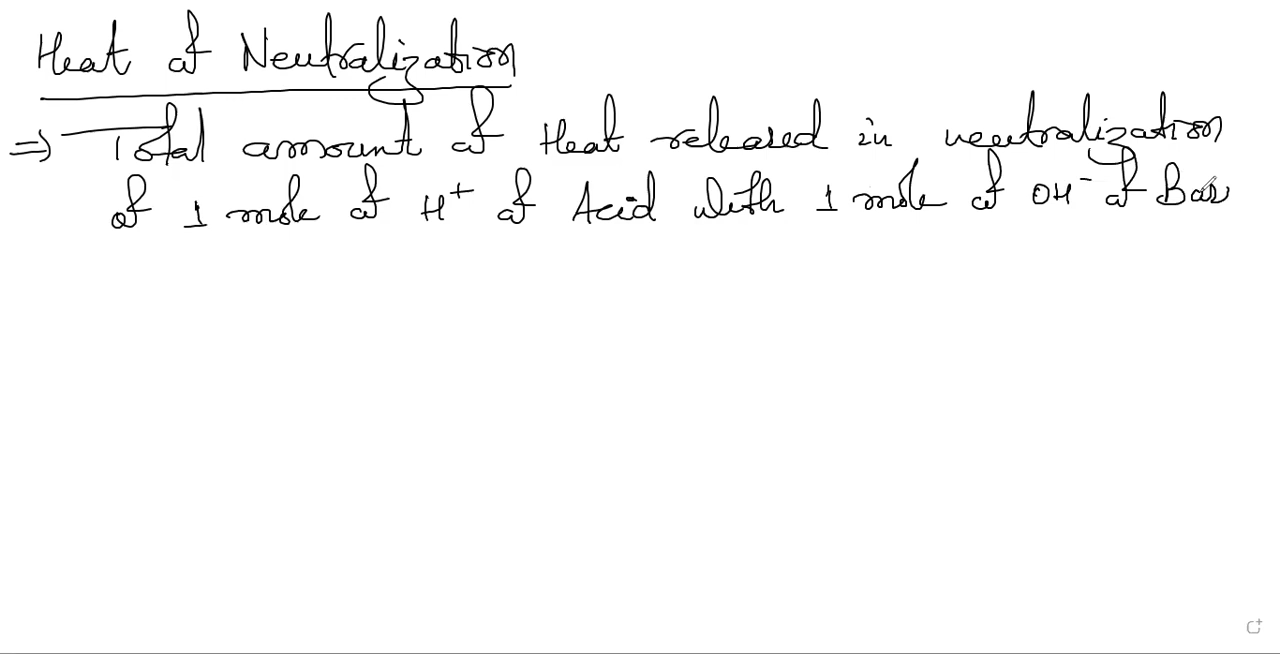 Heat of Neutralization
⇒ Total amount of Heat released in neutralization
of 1 mole of H⁺ of Acid with 1 mole of OH⁻ of Bas